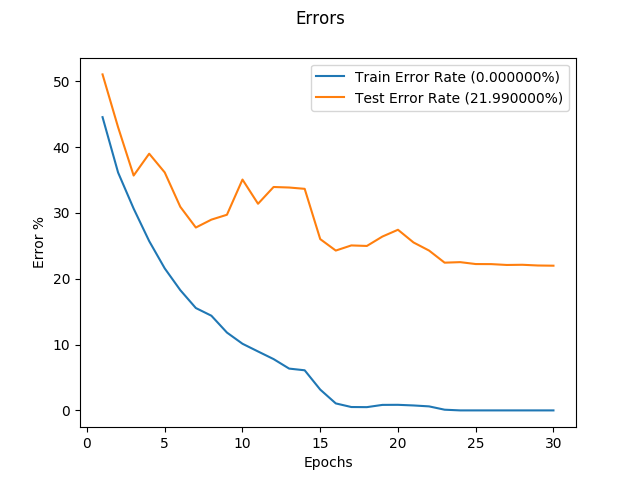 Errors
Train Error Rate (0.000000%)
Test Error Rate (21.990000%)
50
40
30
20
10
0
Error %
0 5 10 15 20 25 30
Epochs